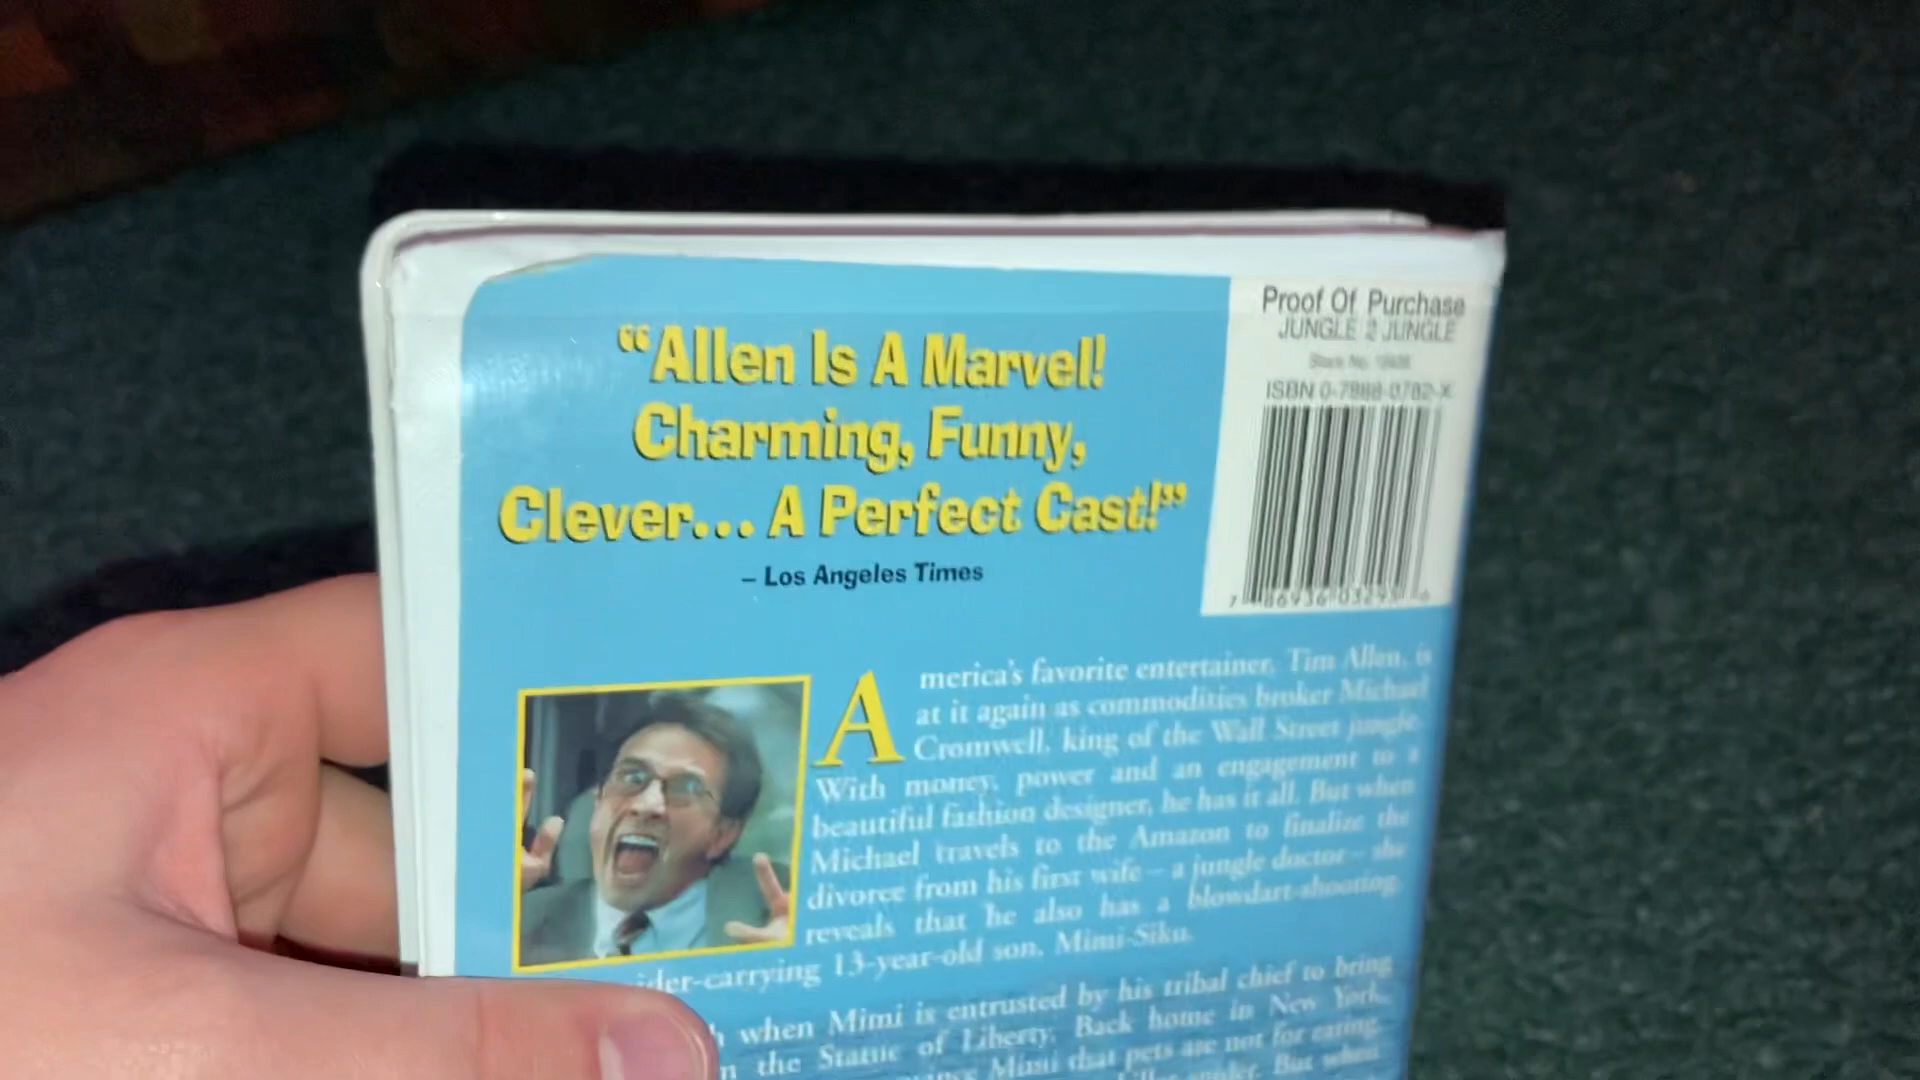 “Allen Is A Marvel!
Charming, Funny,
Clever... A Perfect Cast!”
– Los Angeles Times
Proof Of Purchase
JUNGLE 2 JUNGLE
Stock No.
ISBN 0-7888-0782-X
America's favorite entertainer, Tim Allen, is
at it again as commodities broker Michael
Cromwell, king of the Wall Street jungle.
With money, power and an engagement to a
beautiful fashion designer, he has it all. But when
Michael travels to the Amazon to finalize the
divorce from his first wife – a jungle doctor – she
reveals that he also has a blowdart-shooting,
ider-carrying 13-year-old son, Mimi-Siku.
when Mimi is entrusted by his tribal chief to bring
the Statue of Liberty. Back home in New York,
Mimi that pets are not for eating.
But when